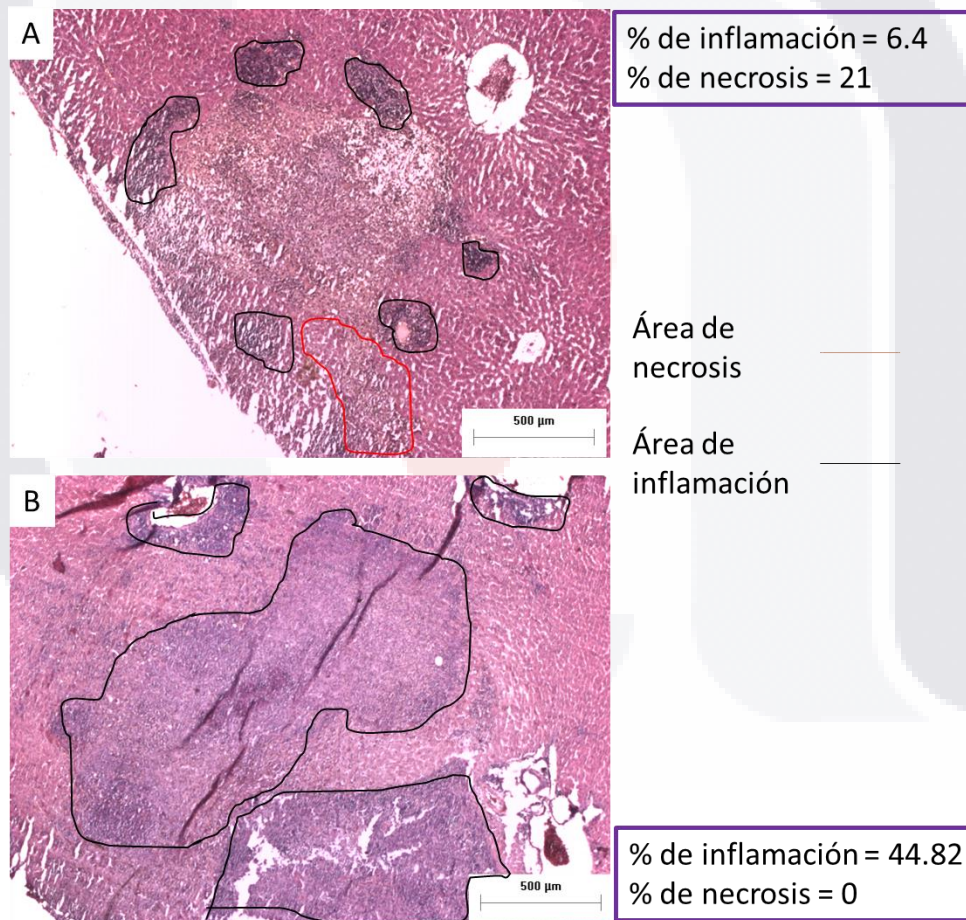 A
% de inflamación = 6.4
% de necrosis = 21
Área de
necrosis
500 µm
Área de
inflamación
B
500 µm
% de inflamación = 44.82
% de necrosis = 0